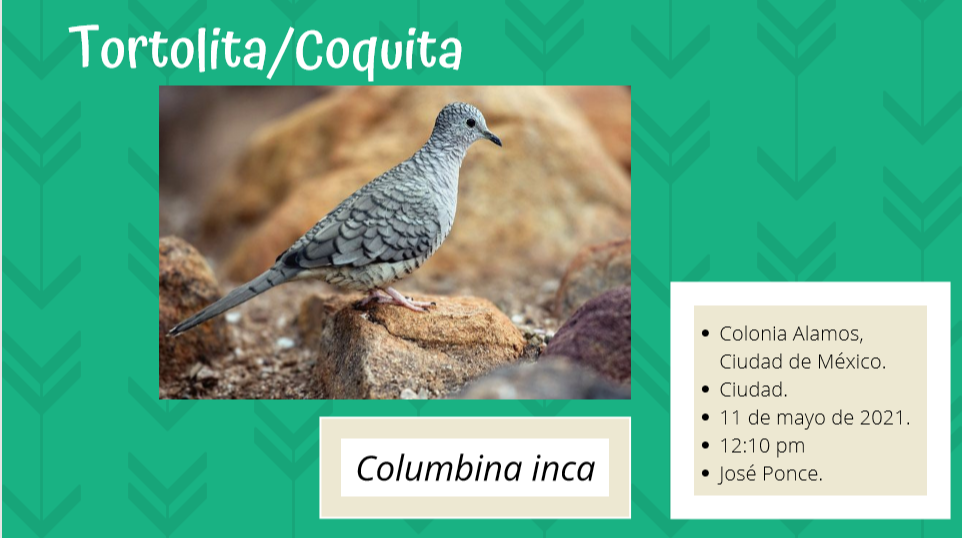 Tortolita/Coquita
Columbina inca
• Colonia Alamos,
Ciudad de México.
• Ciudad.
• 11 de mayo de 2021.
• 12:10 pm
• José Ponce.